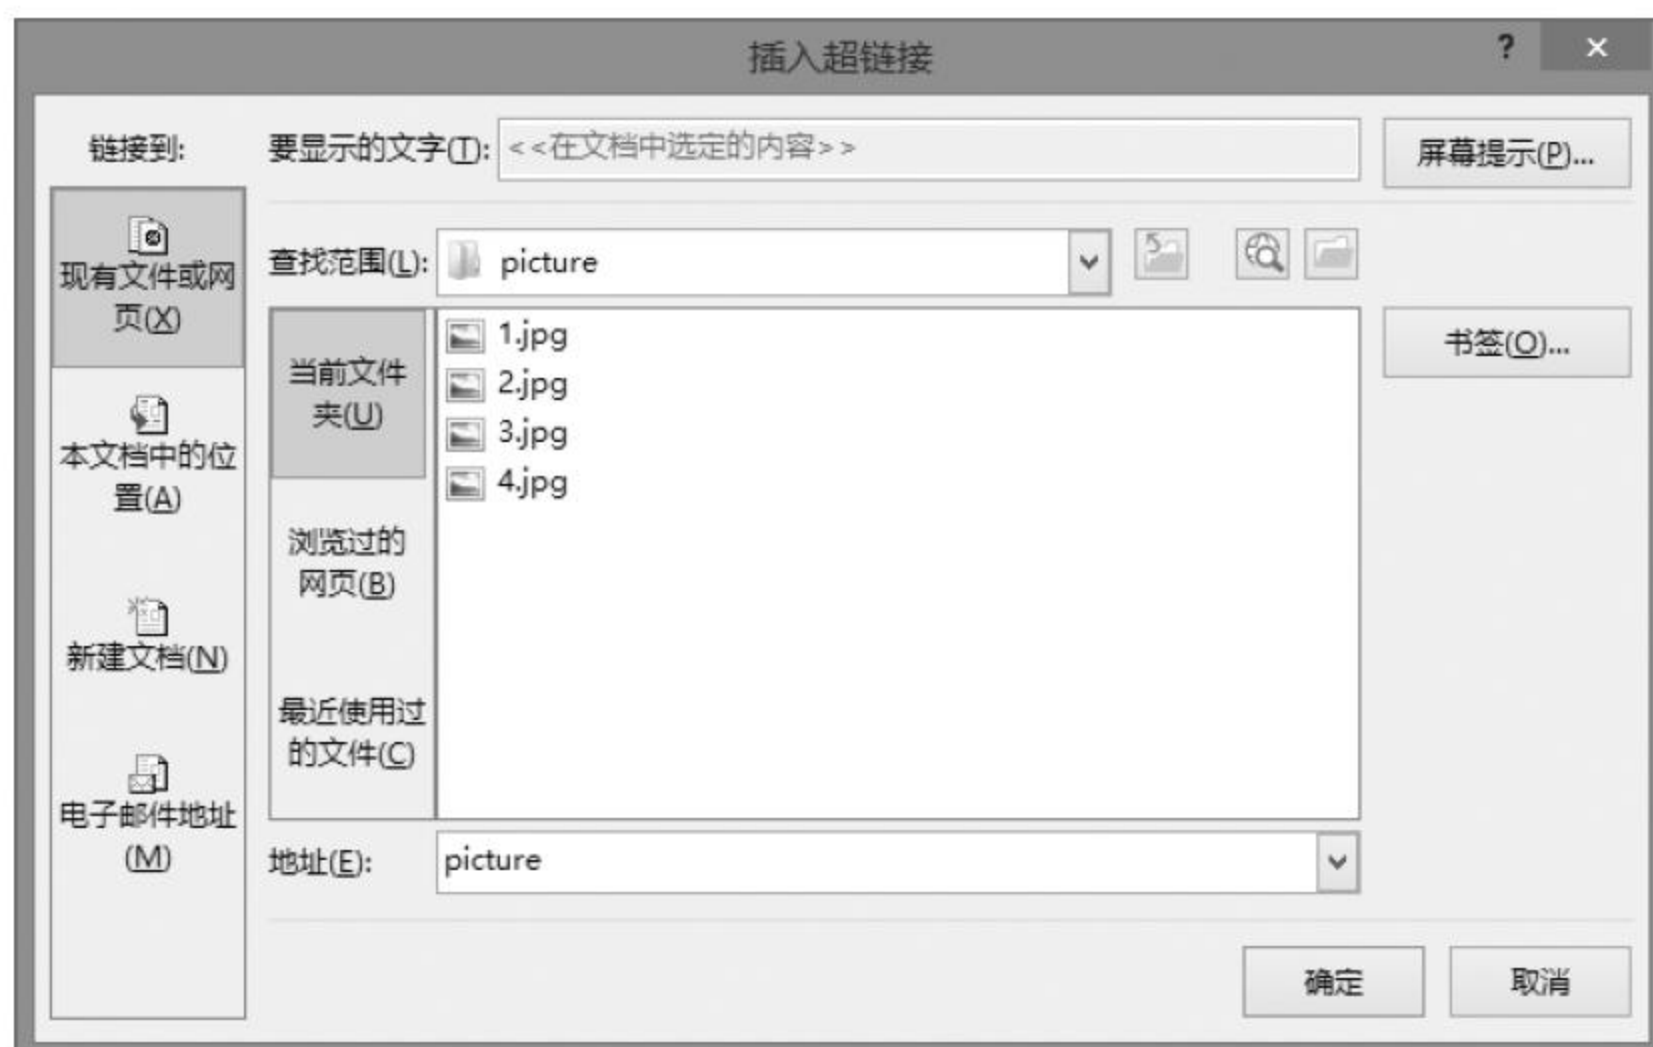 插入超链接
? ×
链接到:
要显示的文字(T):
<<在文档中选定的内容>>
屏幕提示(P)...
现有文件或网
页(X)
本文档中的位
置(A)
新建文档(N)
电子邮件地址
(M)
查找范围(L):
picture
当前文件
夹(U)
浏览过的
网页(B)
最近使用过
的文件(C)
1.jpg
2.jpg
3.jpg
4.jpg
书签(O)...
地址(E):
picture
确定
取消